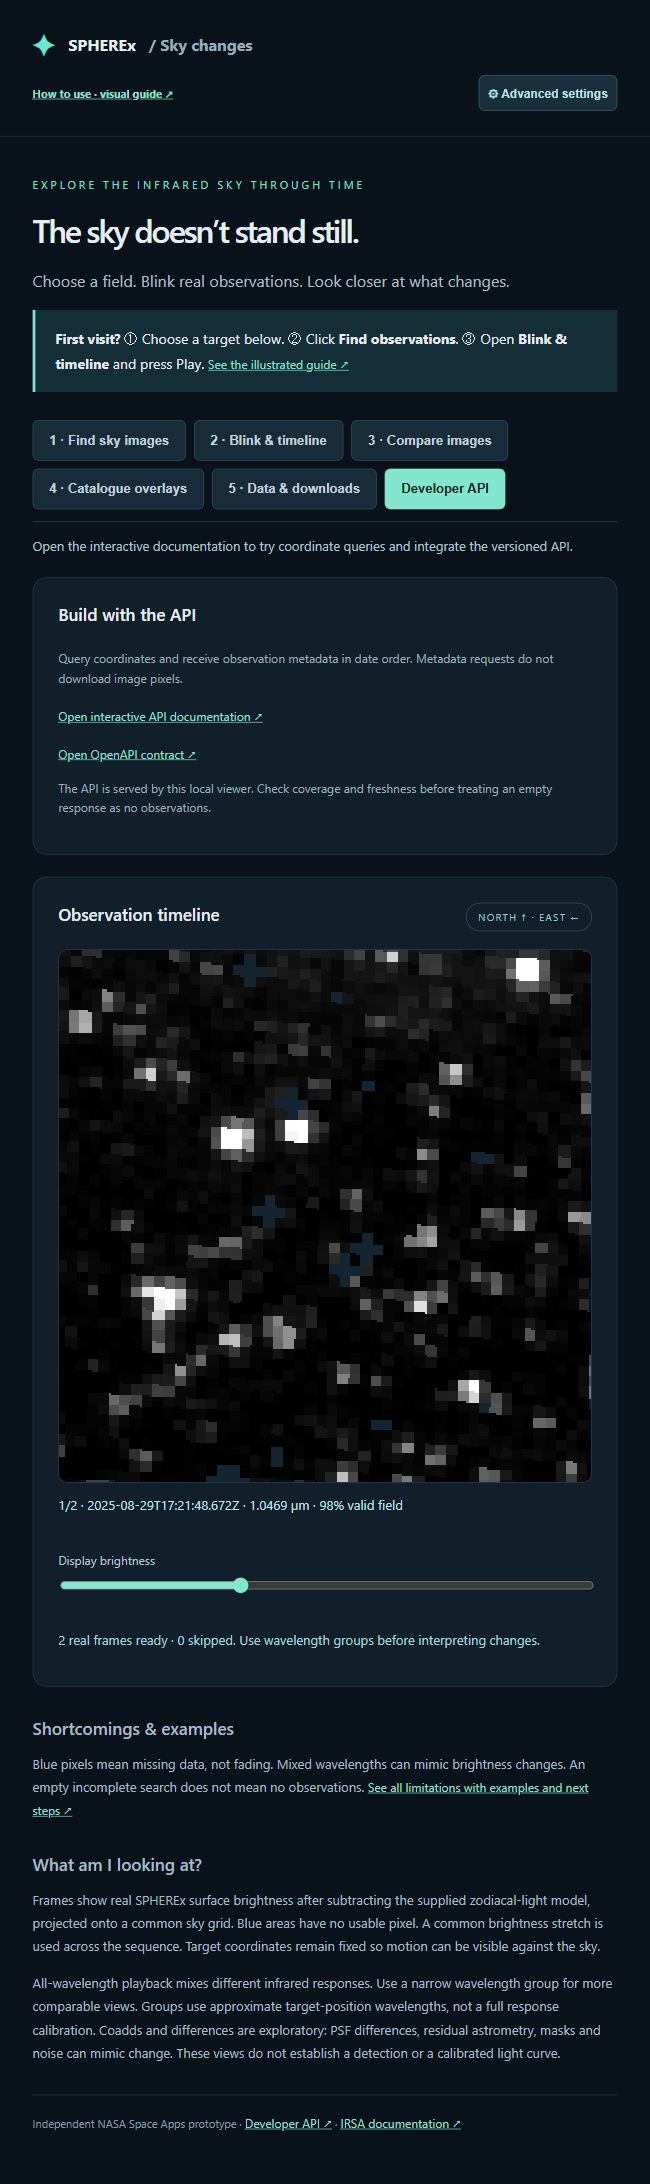 SPHEREx / Sky changes
How to use · visual guide ↗
⚙ Advanced settings
EXPLORE THE INFRARED SKY THROUGH TIME
The sky doesn’t stand still.
Choose a field. Blink real observations. Look closer at what changes.
First visit? ① Choose a target below. ② Click Find observations. ③ Open Blink &
timeline and press Play. See the illustrated guide ↗
1 · Find sky images
2 · Blink & timeline
3 · Compare images
4 · Catalogue overlays
5 · Data & downloads
Developer API
Open the interactive documentation to try coordinate queries and integrate the versioned API.
Build with the API
Query coordinates and receive observation metadata in date order. Metadata requests do not
download image pixels.
Open interactive API documentation ↗
Open OpenAPI contract ↗
The API is served by this local viewer. Check coverage and freshness before treating an empty
response as no observations.
Observation timeline
NORTH ↑ · EAST ←
1/2 · 2025-08-29T17:21:48.672Z · 1.0469 μm · 98% valid field
Display brightness
2 real frames ready · 0 skipped. Use wavelength groups before interpreting changes.
Shortcomings & examples
Blue pixels mean missing data, not fading. Mixed wavelengths can mimic brightness changes. An
empty incomplete search does not mean no observations. See all limitations with examples and next
steps ↗
What am I looking at?
Frames show real SPHEREx surface brightness after subtracting the supplied zodiacal-light model,
projected onto a common sky grid. Blue areas have no usable pixel. A common brightness stretch is
used across the sequence. Target coordinates remain fixed so motion can be visible against the sky.
All-wavelength playback mixes different infrared responses. Use a narrow wavelength group for more
comparable views. Groups use approximate target-position wavelengths, not a full response
calibration. Coadds and differences are exploratory: PSF differences, residual astrometry, masks and
noise can mimic change. These views do not establish a detection or a calibrated light curve.
Independent NASA Space Apps prototype · Developer API ↗ · IRSA documentation ↗